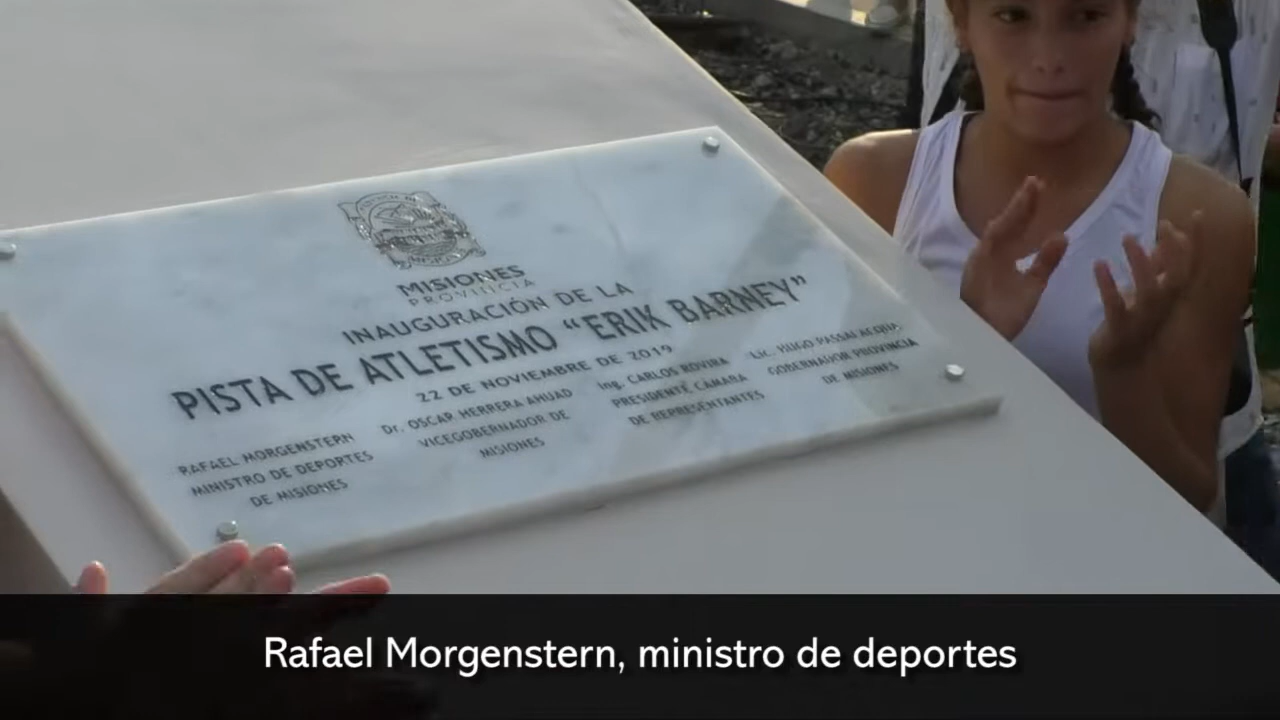 MISIONES
PROVINCIA
INAUGURACIÓN DE LA
PISTA DE ATLETISMO “ERIK BARNEY”
22 DE NOVIEMBRE DE 2019
RAFAEL MORGENSTERN
MINISTRO DE DEPORTES
DE MISIONES
Dr. OSCAR HERRERA AHUAD
VICEGOBERNADOR DE
MISIONES
Ing. CARLOS ROVIRA
PRESIDENTE CÁMARA
DE REPRESENTANTES
Lic. HUGO PASSALACQUA
GOBERNADOR PROVINCIA
DE MISIONES
Rafael Morgenstern, ministro de deportes